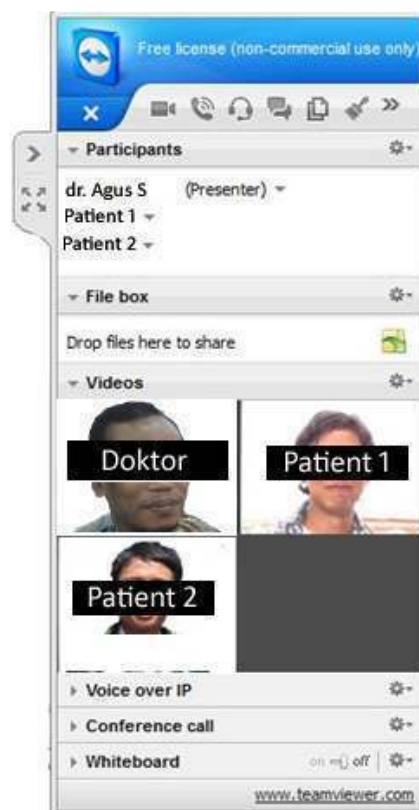 Free license (non-commercial use only)
Participants
dr. Agus S (Presenter)
Patient 1
Patient 2
File box
Drop files here to share
Videos
Doktor
Patient 1
Patient 2
Voice over IP
Conference call
Whiteboard on off
www.teamviewer.com